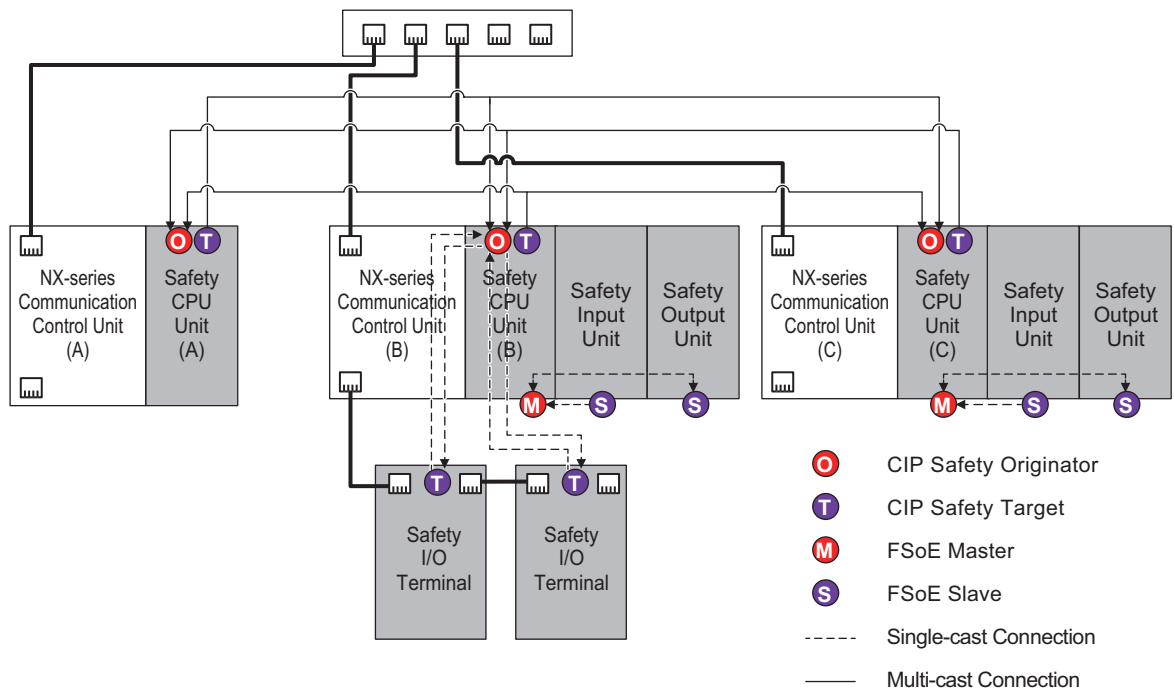 O T
O T
O T
NX-series
Communication
Control Unit
(A)
Safety
CPU
Unit
(A)
NX-series
Communication
Control Unit
(B)
Safety
CPU
Unit
(B)
Safety
Input
Unit
Safety
Output
Unit
NX-series
Communication
Control Unit
(C)
Safety
CPU
Unit
(C)
Safety
Input
Unit
Safety
Output
Unit
M S S
M S S
T
Safety
I/O
Terminal
T
Safety
I/O
Terminal
O CIP Safety Originator
T CIP Safety Target
M FSoE Master
S FSoE Slave
Single-cast Connection
Multi-cast Connection